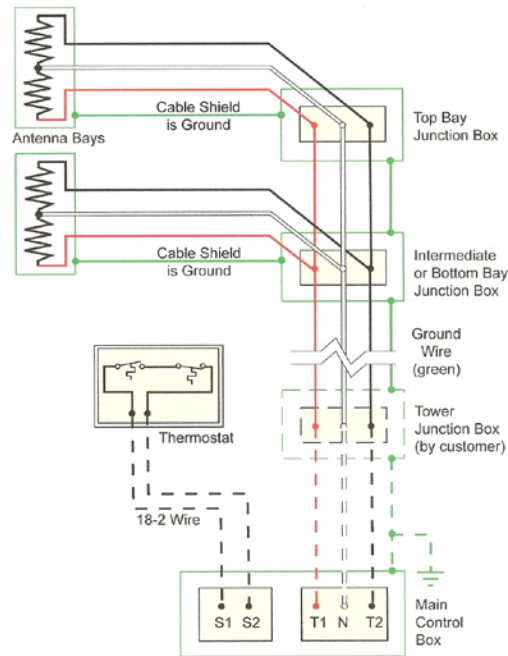 Cable Shield
is Ground
Antenna Bays
Top Bay
Junction Box
Cable Shield
is Ground
Intermediate
or Bottom Bay
Junction Box
Ground
Wire
(green)
Tower
Junction Box
(by customer)
Thermostat
18-2 Wire
S1 S2
T1 N T2
Main
Control
Box